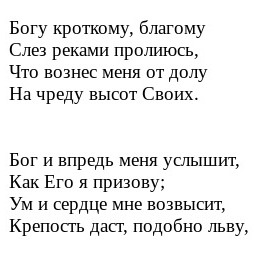 Богу кроткому, благому
Слез реками пролиюсь,
Что вознес меня от долу
На чреду высот Своих.
Бог и впредь меня услышит,
Как Его я призову;
Ум и сердце мне возвысит,
Крепость даст, подобно льву,